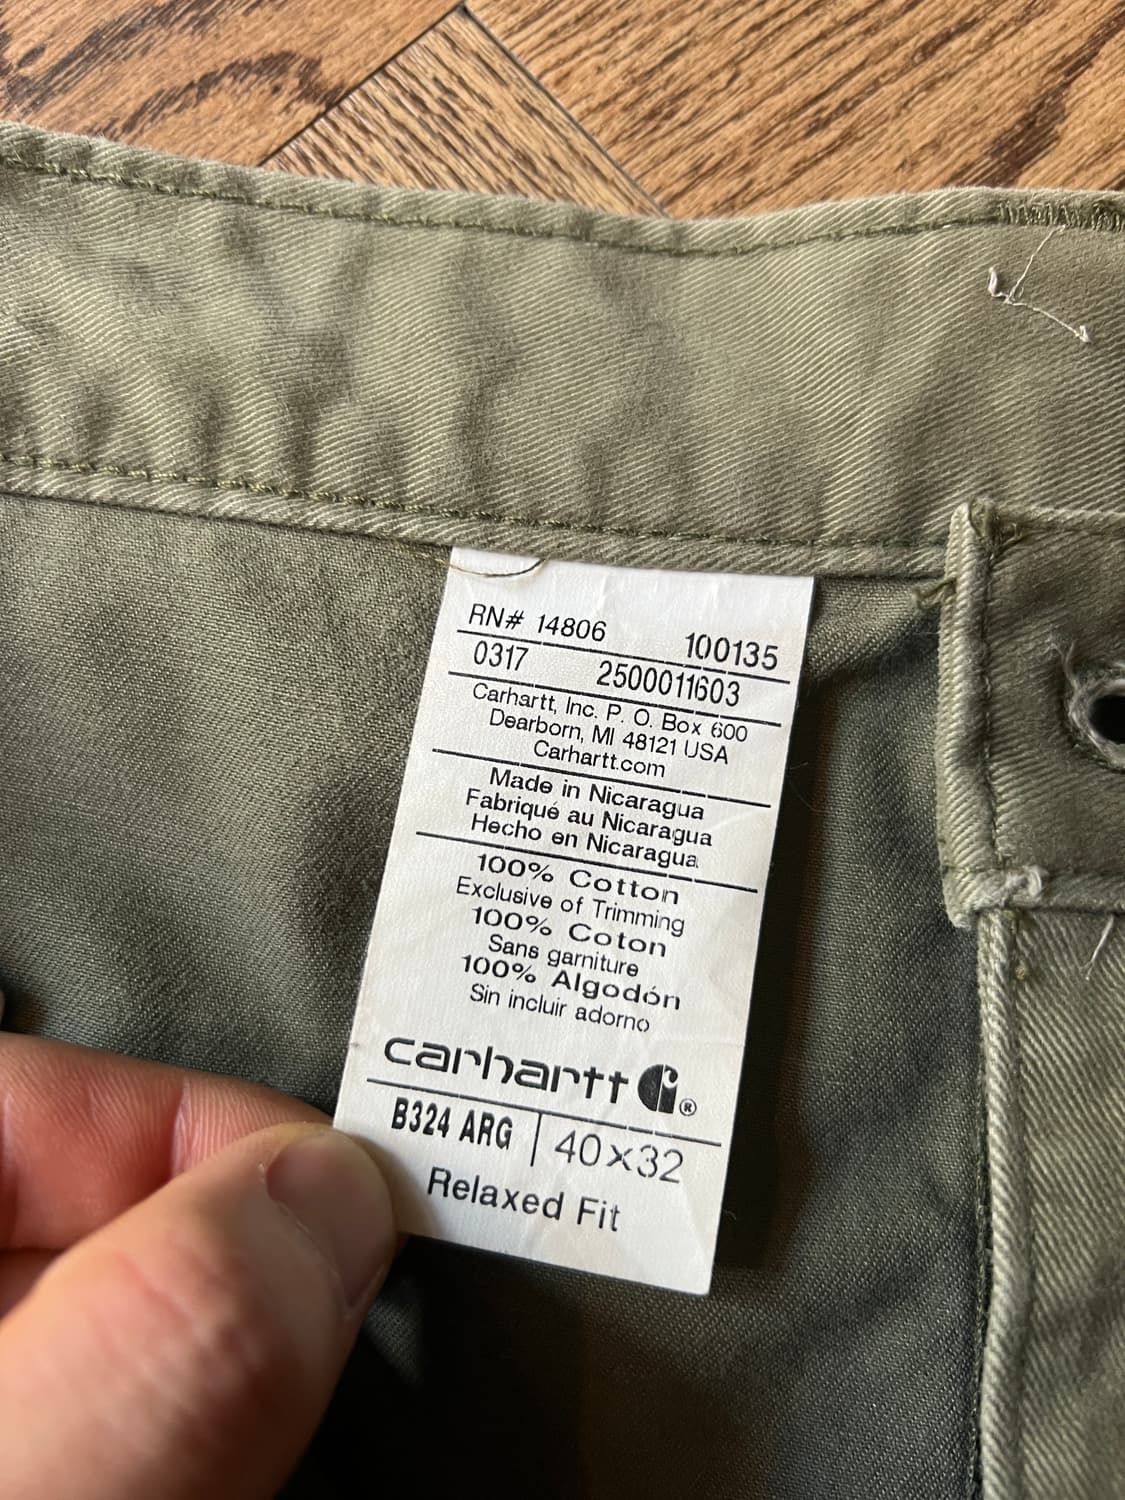 RN# 14806 100135
0317 2500011603
Carhartt, Inc. P. O. Box 600
Dearborn, MI 48121 USA
Carhartt.com
Made in Nicaragua
Fabriqué au Nicaragua
Hecho en Nicaragua
100% Cotton
Exclusive of Trimming
100% Coton
Sans garniture
100% Algodón
Sin incluir adorno
carhartt ®
B324 ARG | 40x32
Relaxed Fit